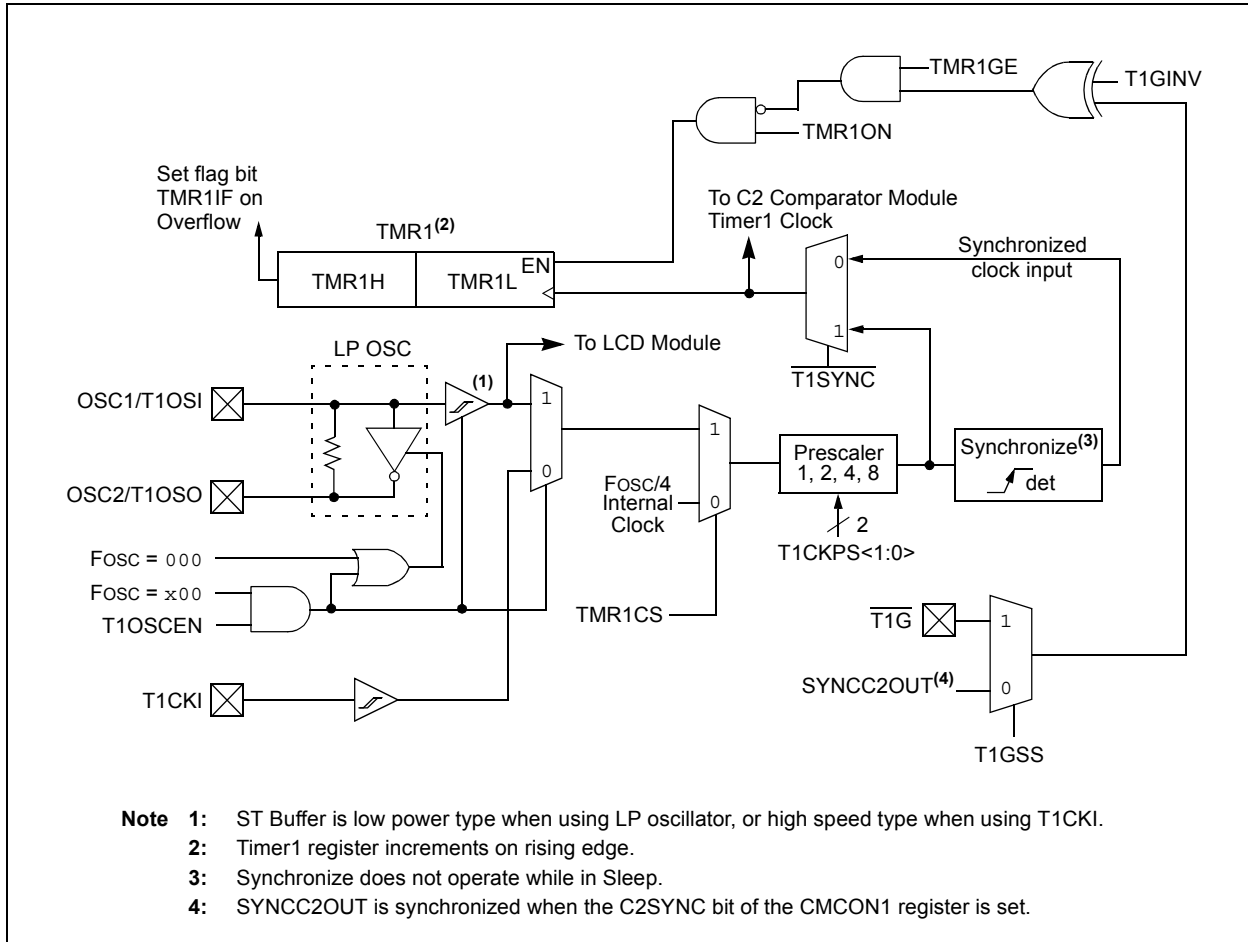 TMR1GE
T1GINV
TMR1ON
Set flag bit
TMR1IF on
Overflow
To C2 Comparator Module
Timer1 Clock
TMR1(2)
EN
TMR1H
TMR1L
0
Synchronized
clock input
1
T1SYNC
LP OSC
(1)
To LCD Module
OSC1/T1OSI
1
1
Prescaler
1, 2, 4, 8
Synchronize(3)
det
0
OSC2/T1OSO
FOSC/4
Internal
Clock
0
2
T1CKPS<1:0>
FOSC = 000
FOSC = x00
T1OSCEN
TMR1CS
T1G
1
SYNCC2OUT(4)
0
T1CKI
T1GSS
Note 1: ST Buffer is low power type when using LP oscillator, or high speed type when using T1CKI.
2: Timer1 register increments on rising edge.
3: Synchronize does not operate while in Sleep.
4: SYNCC2OUT is synchronized when the C2SYNC bit of the CMCON1 register is set.